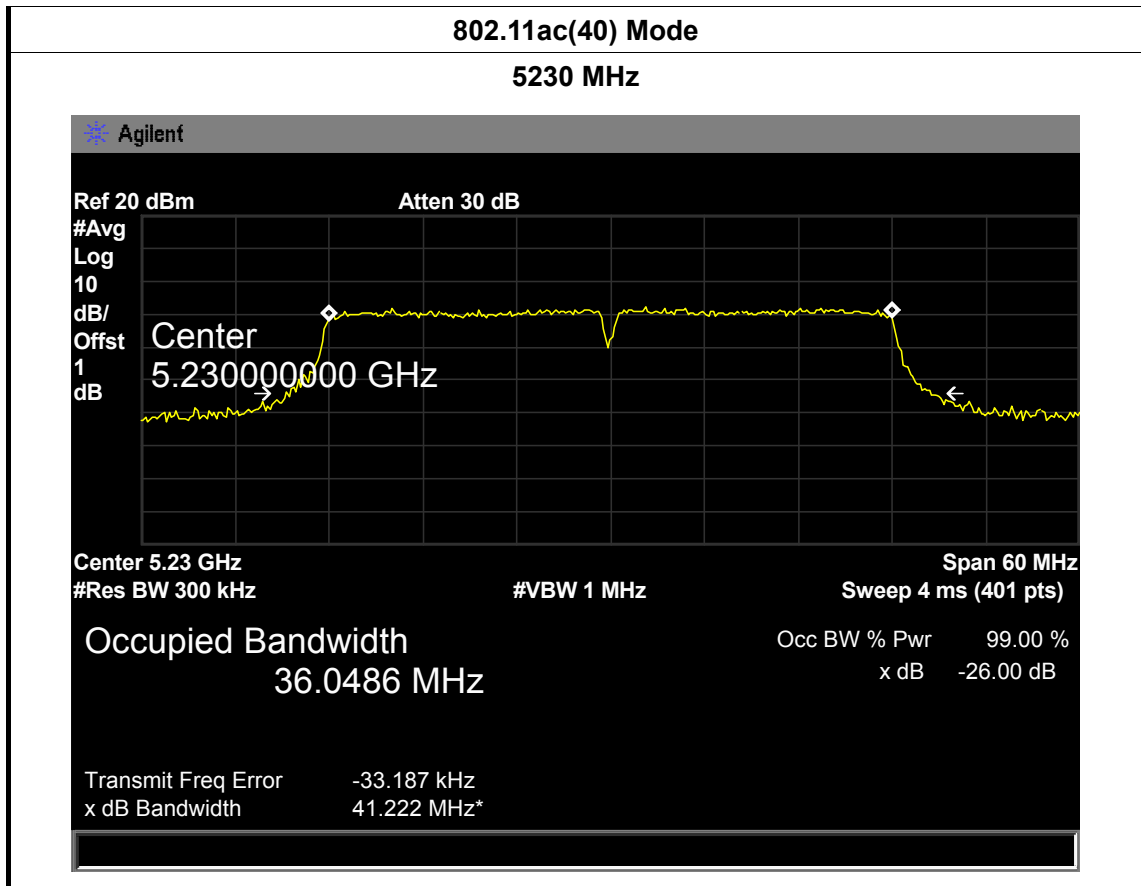 802.11ac(40) Mode
5230 MHz
Agilent
Ref 20 dBm Atten 30 dB
#Avg
Log
10
dB/
Offst
1
dB
Center
5.230000000 GHz
Center 5.23 GHz Span 60 MHz
#Res BW 300 kHz #VBW 1 MHz Sweep 4 ms (401 pts)
Occupied Bandwidth Occ BW % Pwr 99.00 %
36.0486 MHz x dB -26.00 dB
Transmit Freq Error -33.187 kHz
x dB Bandwidth 41.222 MHz*